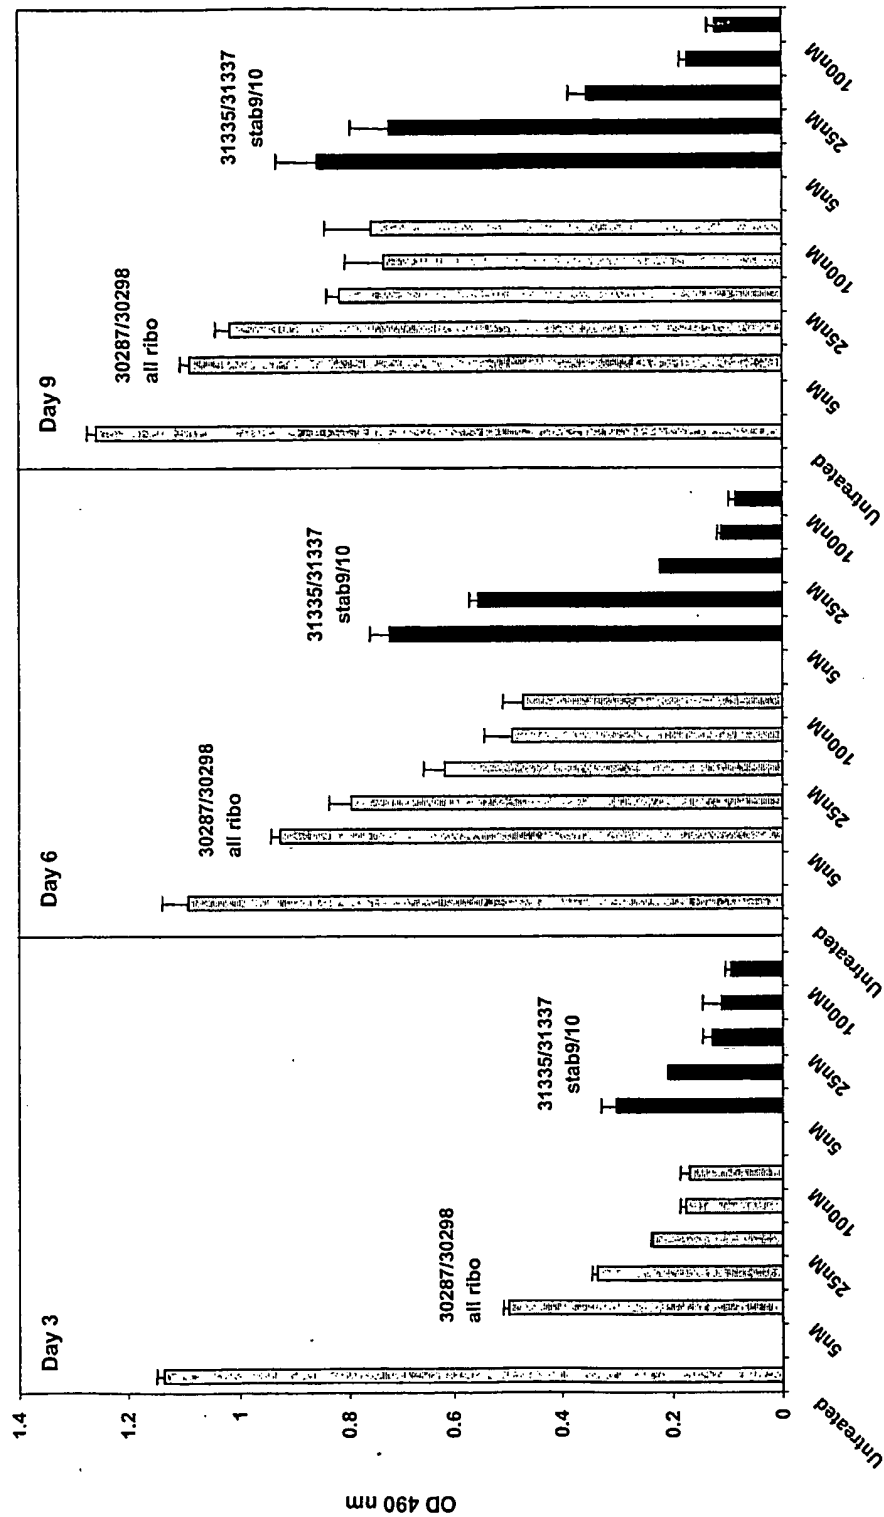 OD 490 nm
1.4
1.2
1
0.8
0.6
0.4
0.2
0
Day 3
30287/30298
all ribo
31335/31337
stab9/10
Untreated
5nM
25nM
100nM
5nM
25nM
100nM
Day 6
30287/30298
all ribo
31335/31337
stab9/10
Untreated
5nM
25nM
100nM
5nM
25nM
100nM
Day 9
30287/30298
all ribo
31335/31337
stab9/10
Untreated
5nM
25nM
100nM
5nM
25nM
100nM